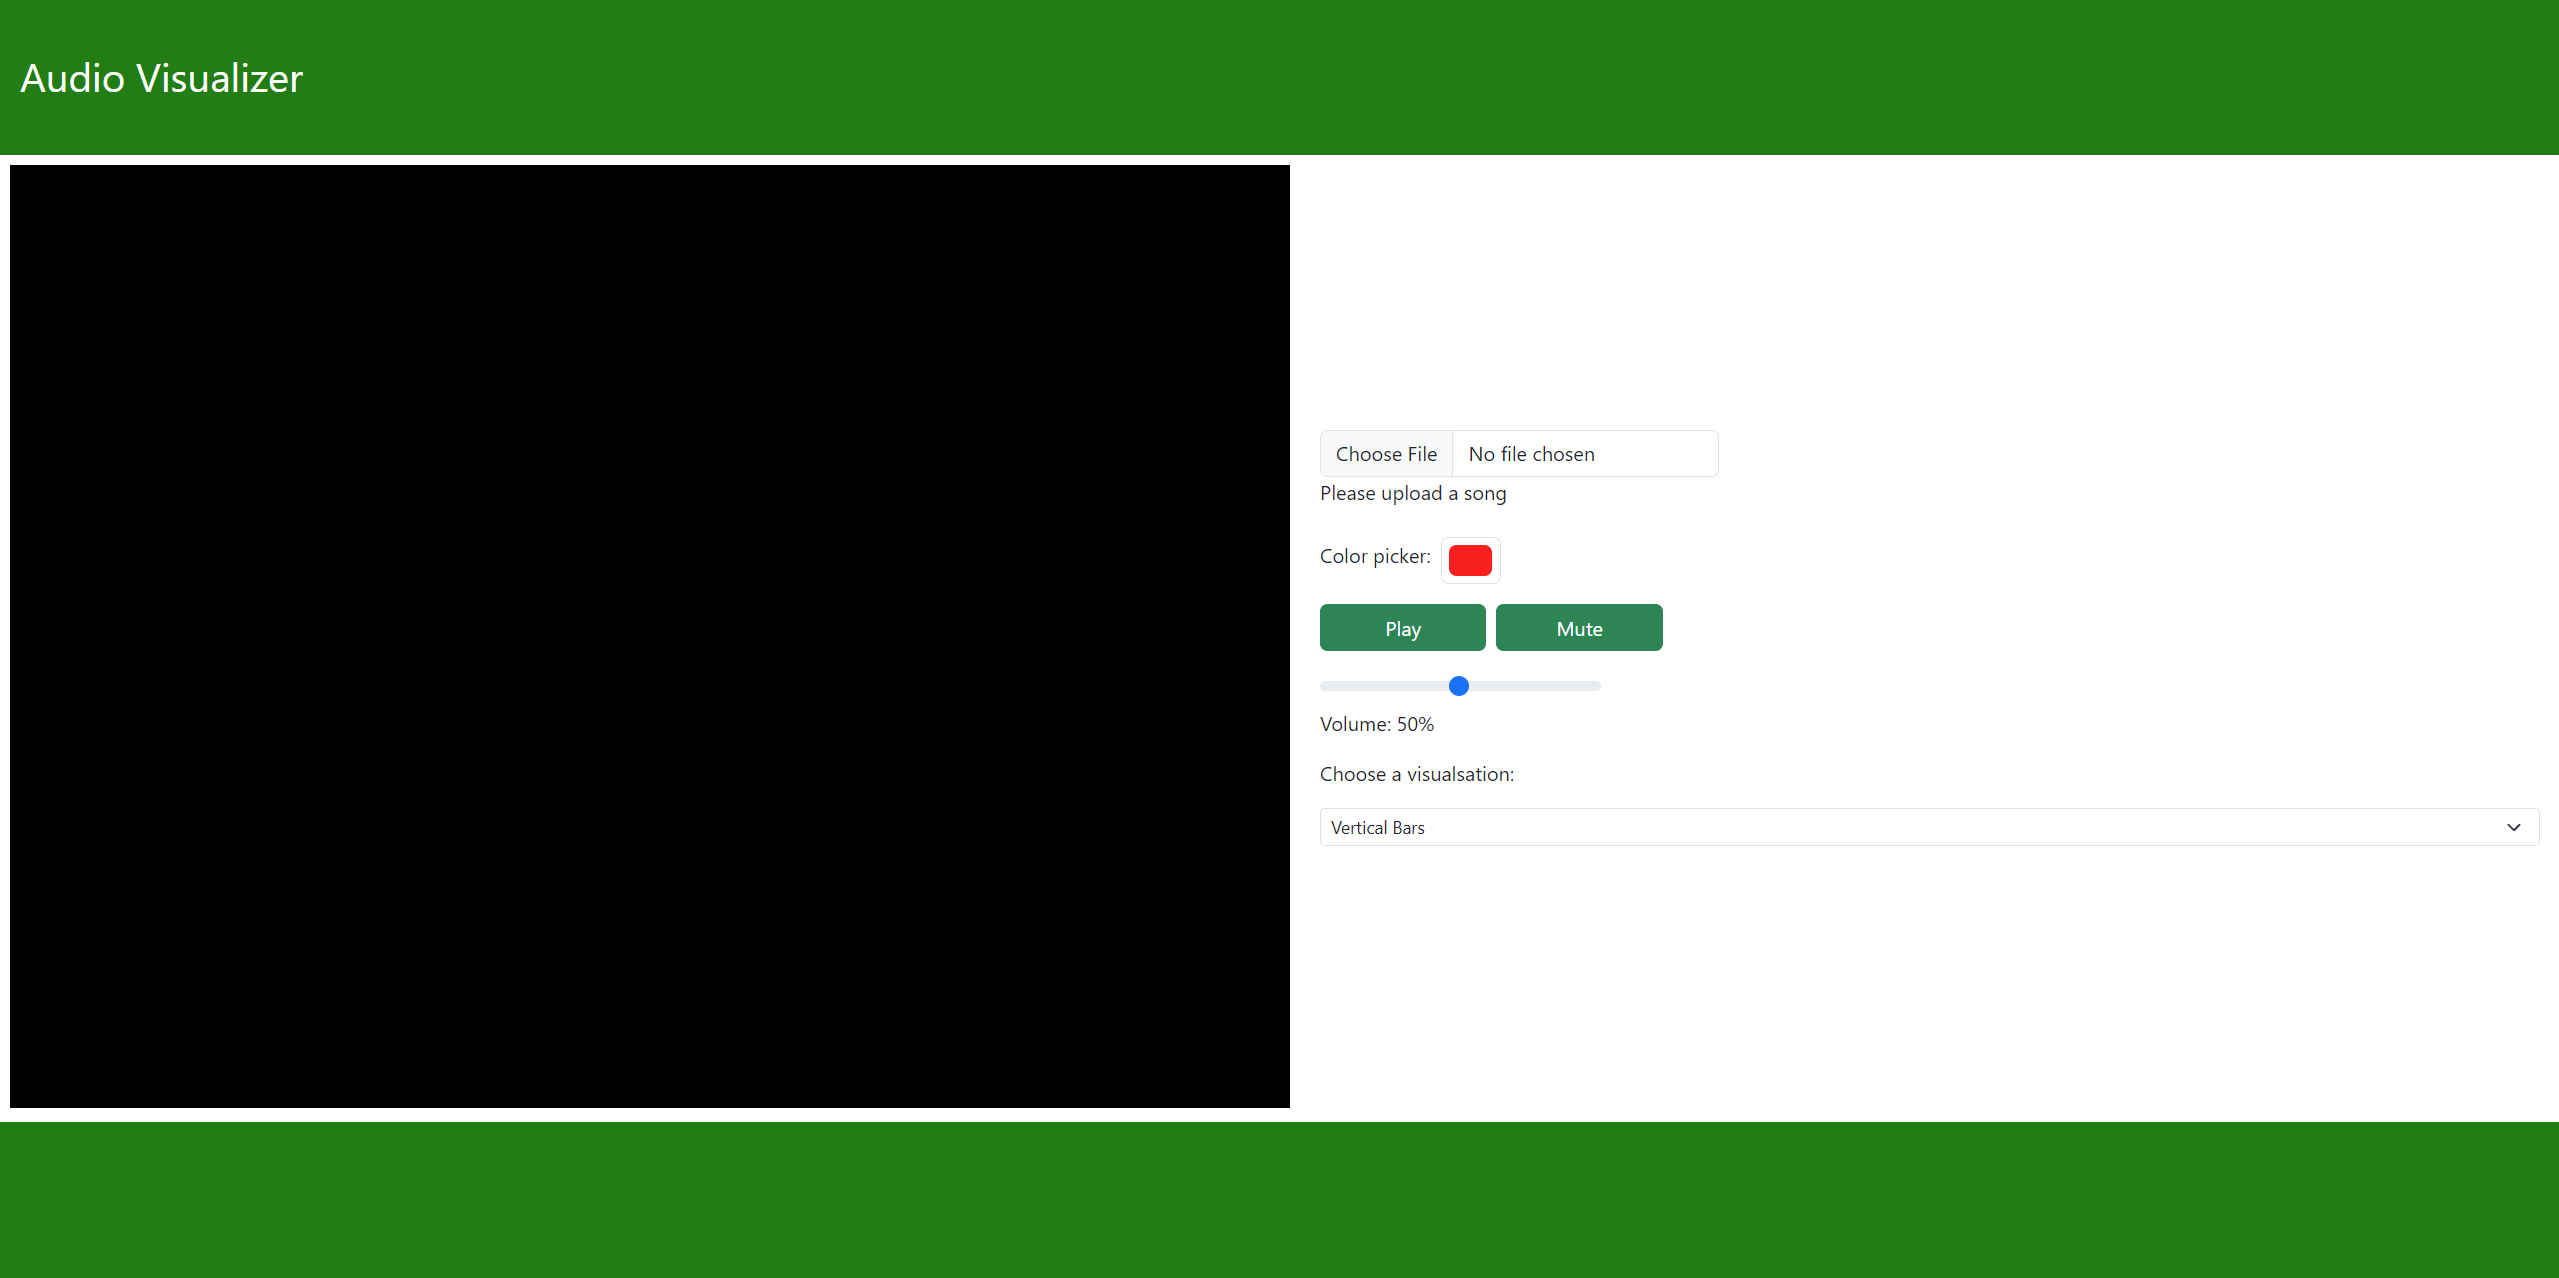 Audio Visualizer
Choose File No file chosen
Please upload a song
Color picker:
Play Mute
Volume: 50%
Choose a visualsation:
Vertical Bars